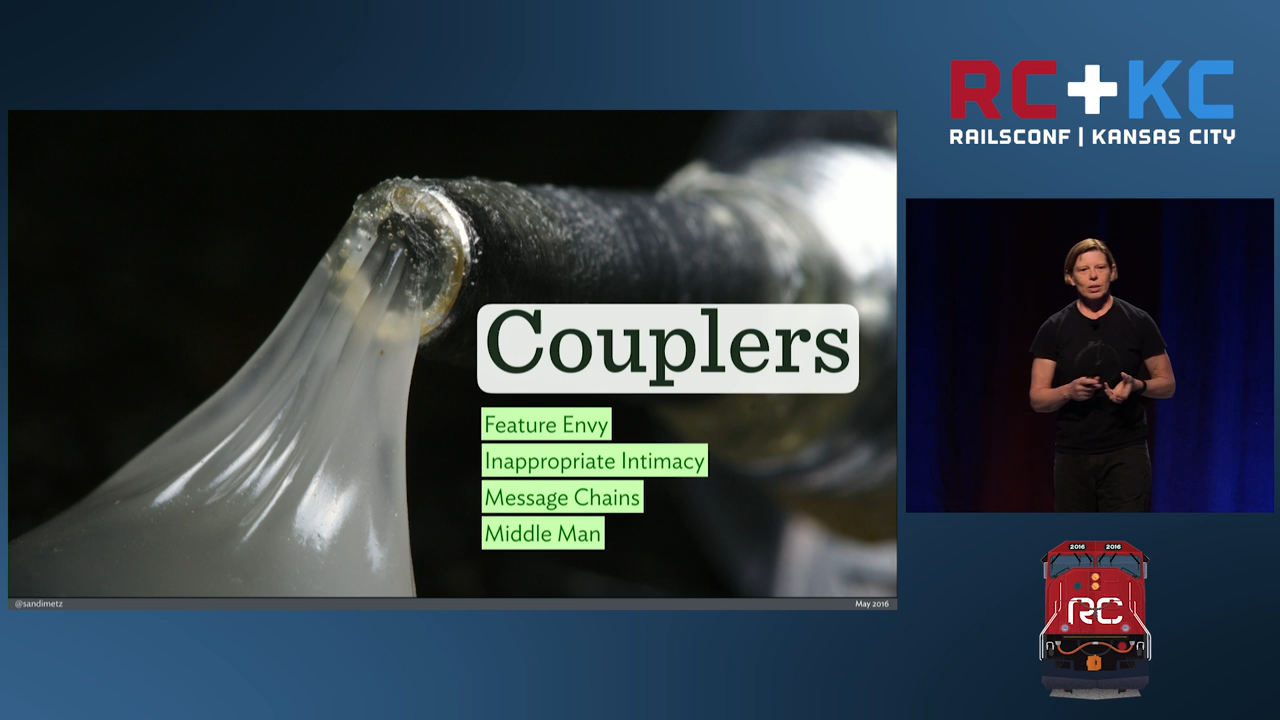 RC+KC
RAILSCONF | KANSAS CITY
Couplers
Feature Envy
Inappropriate Intimacy
Message Chains
Middle Man
@sandimetz
May 2016
2016 2016
RC